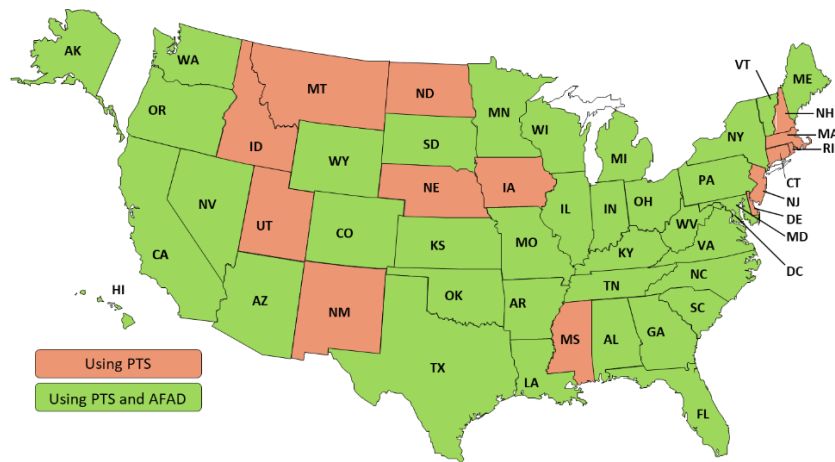 AK
WA
MT
ND
MN
VT
ME
OR
ID
WY
SD
WI
MI
NY
NH
MA
RI
CT
NV
UT
CO
NE
IA
IL
IN
OH
PA
NJ
DE
MD
DC
CA
KS
MO
KY
WV
VA
HI
AZ
NM
OK
AR
TN
NC
SC
TX
LA
MS
AL
GA
FL
Using PTS
Using PTS and AFAD